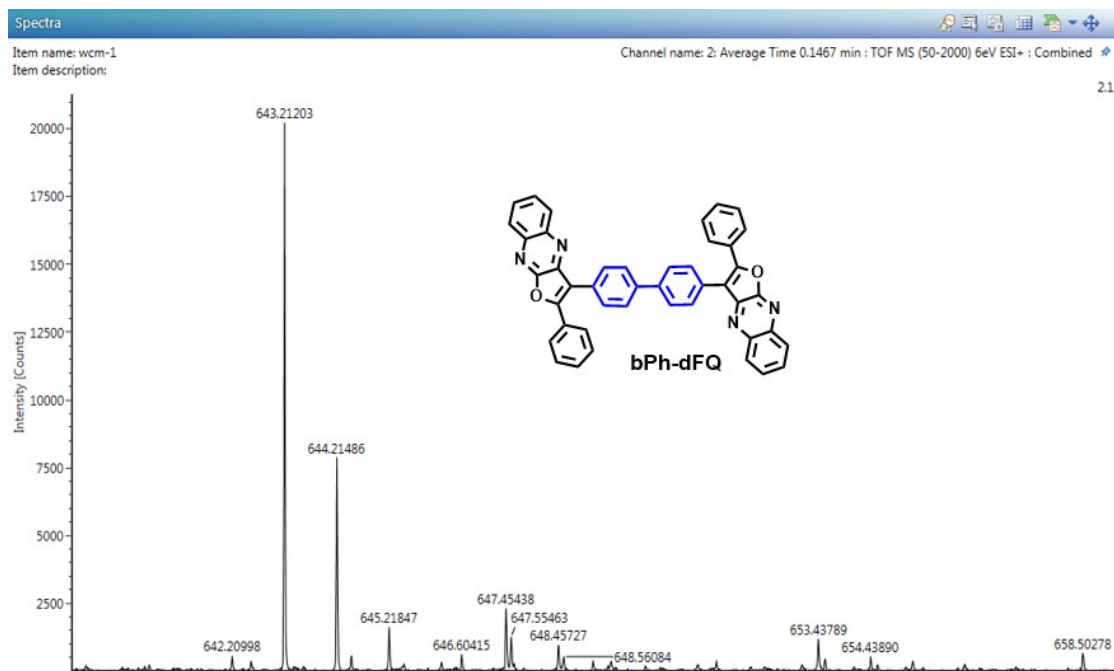 Spectra
Item name: wcm-1
Channel name: 2: Average Time 0.1467 min : TOF MS (50-2000) 6eV ESI+ : Combined
Item description:
2.1
Intensity [Counts]
20000
17500
15000
12500
10000
7500
5000
2500
643.21203
644.21486
645.21847
642.20998
646.60415
647.45438
647.55463
648.45727
648.56084
653.43789
654.43890
658.50278
N
N
O
O
N
N
bPh-dFQ